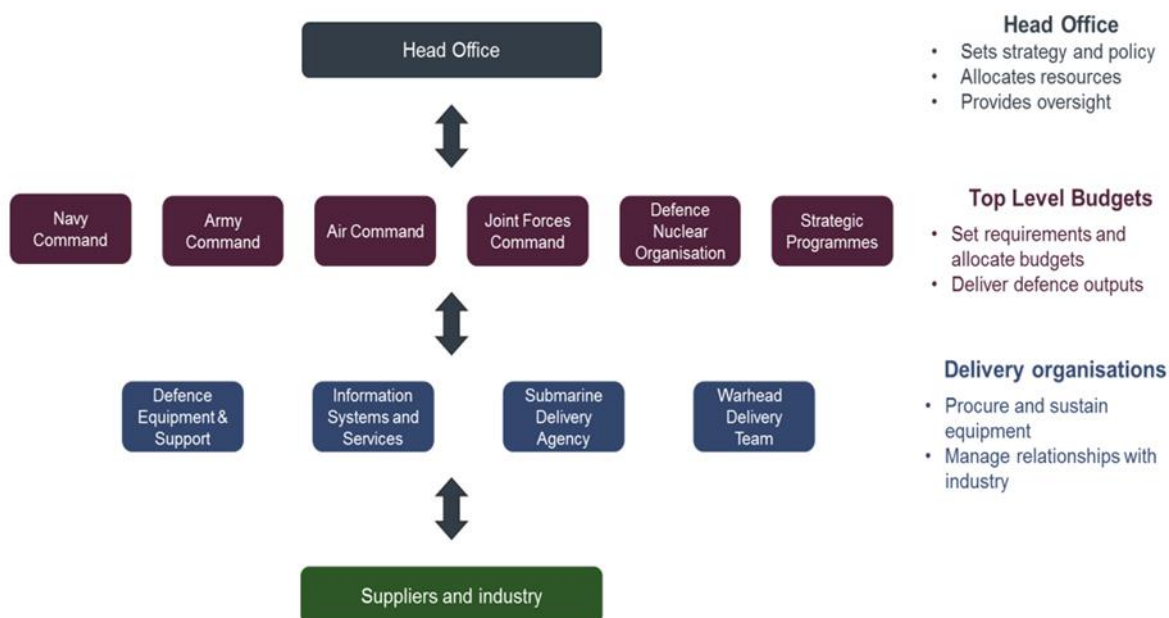 Head Office
Head Office
• Sets strategy and policy
• Allocates resources
• Provides oversight
Navy
Command
Army
Command
Air Command
Joint Forces
Command
Defence
Nuclear
Organisation
Strategic
Programmes
Top Level Budgets
• Set requirements and
allocate budgets
• Deliver defence outputs
Defence
Equipment &
Support
Information
Systems and
Services
Submarine
Delivery
Agency
Warhead
Delivery
Team
Delivery organisations
• Procure and sustain
equipment
• Manage relationships with
industry
Suppliers and industry